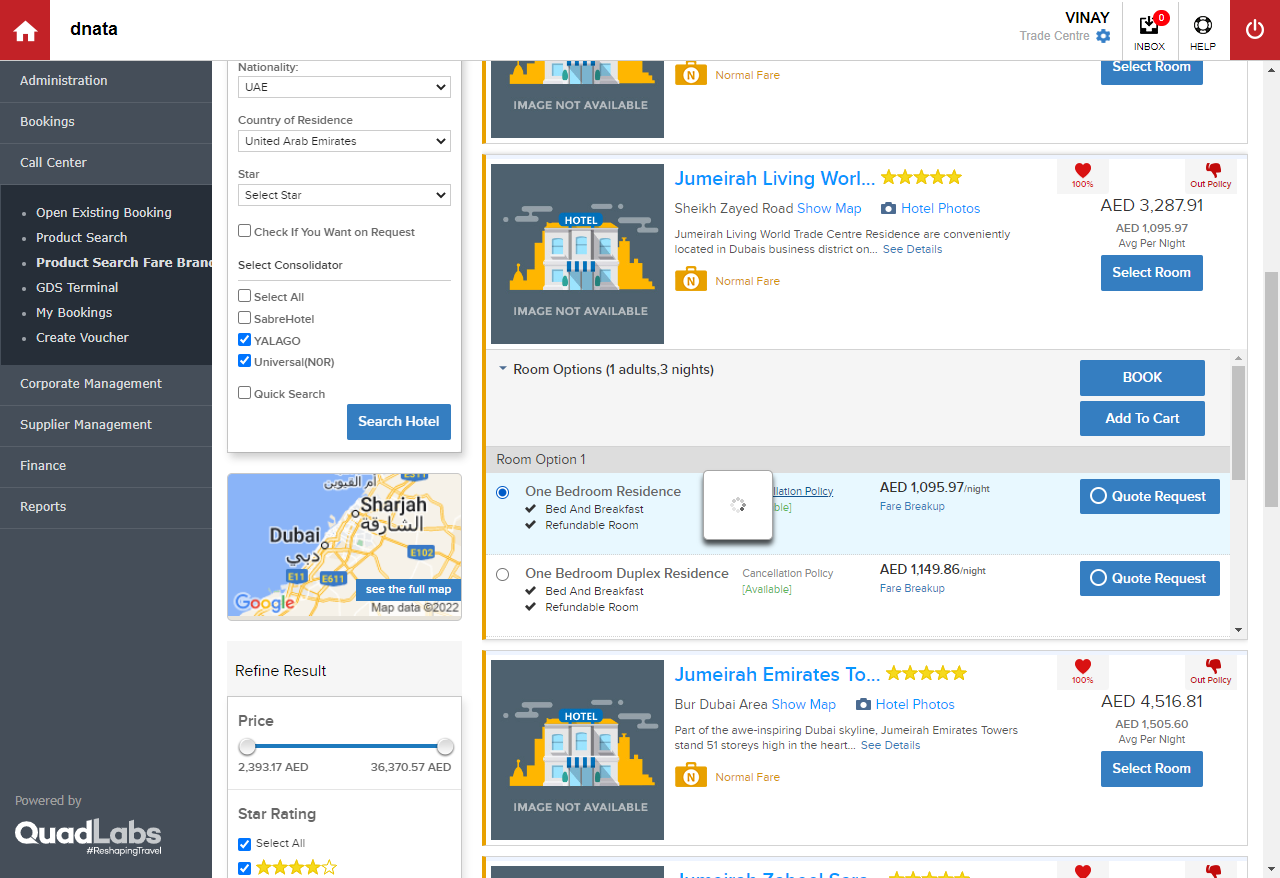 dnata
VINAY
Trade Centre
0
INBOX
HELP
Administration
Bookings
Call Center
Open Existing Booking
Product Search
Product Search Fare Brand
GDS Terminal
My Bookings
Create Voucher
Corporate Management
Supplier Management
Finance
Reports
Powered by
QuadLabs
#ReshapingTravel
Nationality:
UAE
Country of Residence
United Arab Emirates
Star
Select Star
Check If You Want on Request
Select Consolidator
Select All
SabreHotel
YALAGO
Universal(N0R)
Quick Search
Search Hotel
أم القيوين
Sharjah
الشارقة
Dubai
دبي
E102
E11
E611
see the full map
Google
Map data ©2022
Refine Result
Price
2,393.17 AED
36,370.57 AED
Star Rating
Select All
IMAGE NOT AVAILABLE
N
Normal Fare
Select Room
HOTEL
IMAGE NOT AVAILABLE
Jumeirah Living Worl...
Sheikh Zayed Road Show Map
Hotel Photos
Jumeirah Living World Trade Centre Residence are conveniently
located in Dubais business district on... See Details
N
Normal Fare
100%
Out Policy
AED 3,287.91
AED 1,095.97
Avg Per Night
Select Room
Room Options (1 adults,3 nights)
BOOK
Add To Cart
Room Option 1
One Bedroom Residence
Bed And Breakfast
Refundable Room
llation Policy
ble]
AED 1,095.97/night
Fare Breakup
Quote Request
One Bedroom Duplex Residence
Bed And Breakfast
Refundable Room
Cancellation Policy
[Available]
AED 1,149.86/night
Fare Breakup
Quote Request
HOTEL
IMAGE NOT AVAILABLE
Jumeirah Emirates To...
Bur Dubai Area Show Map
Hotel Photos
Part of the awe-inspiring Dubai skyline, Jumeirah Emirates Towers
stand 51 storeys high in the heart... See Details
N
Normal Fare
100%
Out Policy
AED 4,516.81
AED 1,505.60
Avg Per Night
Select Room